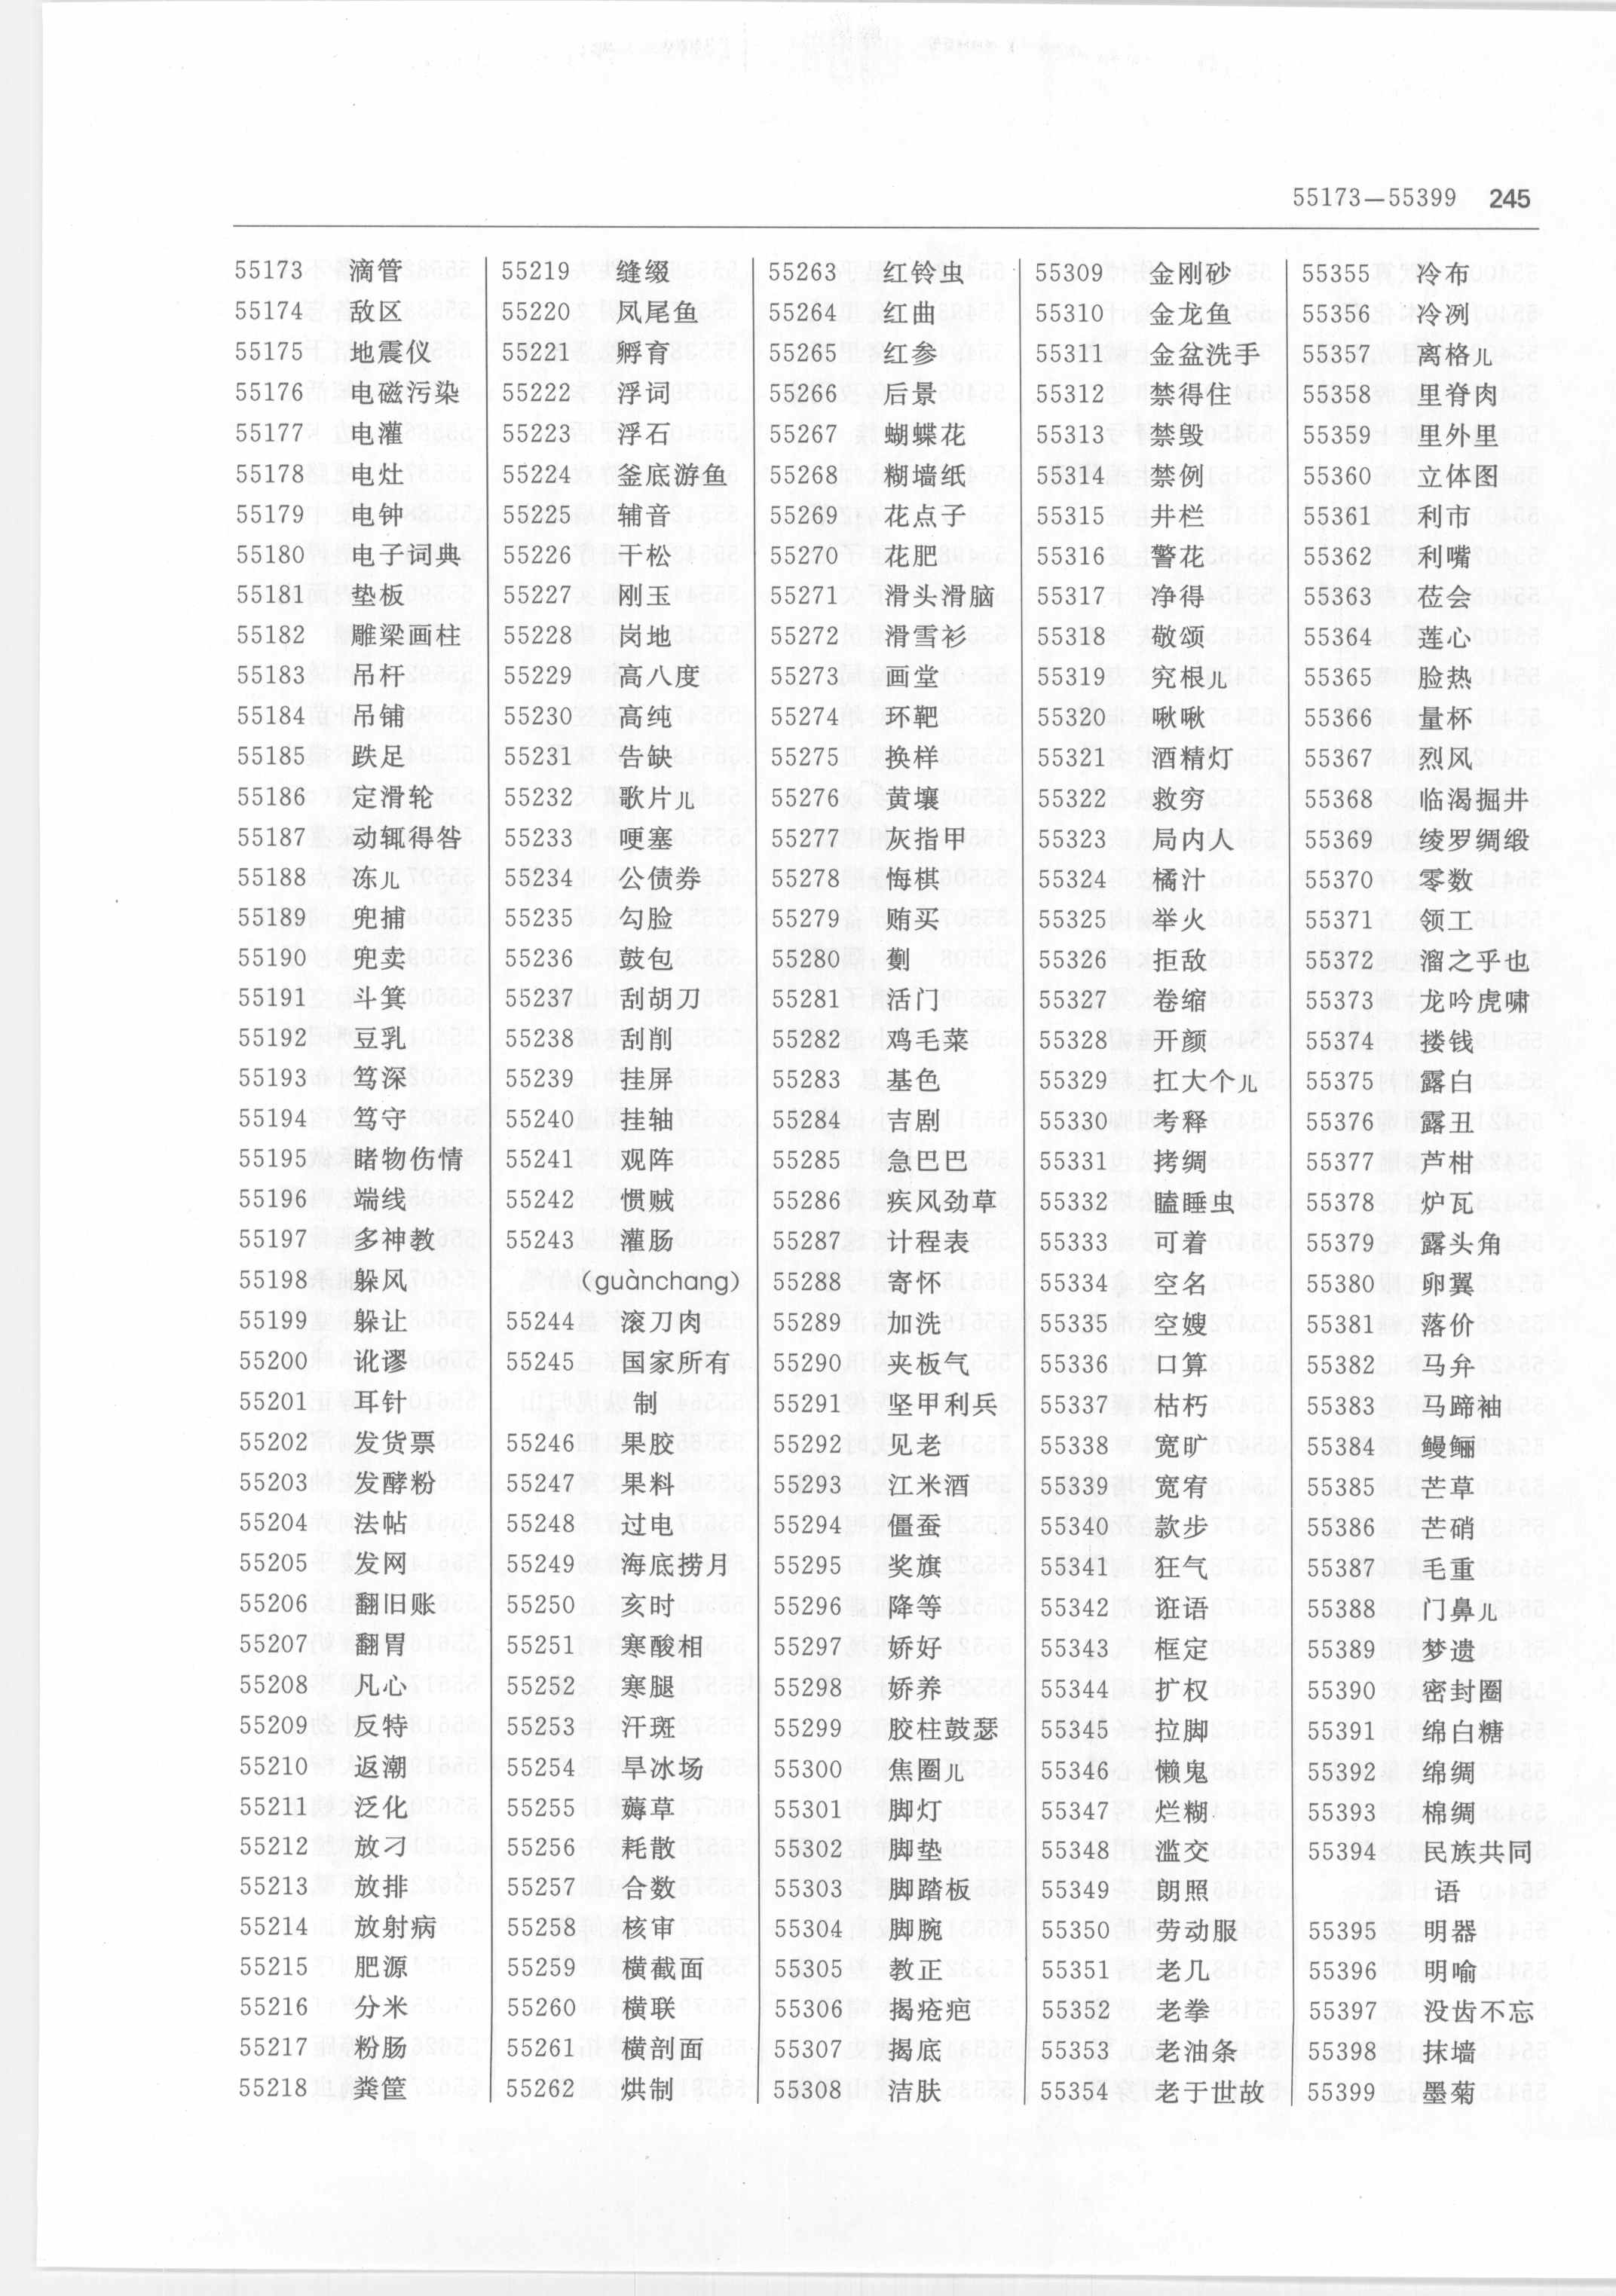 55173—55399 245
55173 滴管
55174 敌区
55175 地震仪
55176 电磁污染
55177 电灌
55178 电灶
55179 电钟
55180 电子词典
55181 垫板
55182 雕梁画柱
55183 吊杆
55184 吊铺
55185 跌足
55186 定滑轮
55187 动辄得咎
55188 冻儿
55189 兜捕
55190 兜卖
55191 斗箕
55192 豆乳
55193 笃深
55194 笃守
55195 睹物伤情
55196 端线
55197 多神教
55198 躲风
55199 躲让
55200 讹谬
55201 耳针
55202 发货票
55203 发酵粉
55204 法帖
55205 发网
55206 翻旧账
55207 翻胃
55208 凡心
55209 反特
55210 返潮
55211 泛化
55212 放刁
55213 放排
55214 放射病
55215 肥源
55216 分米
55217 粉肠
55218 粪筐
55219 缝缀
55220 凤尾鱼
55221 孵育
55222 浮词
55223 浮石
55224 釜底游鱼
55225 辅音
55226 干松
55227 刚玉
55228 岗地
55229 高八度
55230 高纯
55231 告缺
55232 歌片儿
55233 哽塞
55234 公债券
55235 勾脸
55236 鼓包
55237 刮胡刀
55238 刮削
55239 挂屏
55240 挂轴
55241 观阵
55242 惯贼
55243 灌肠
(guànchang)
55244 滚刀肉
55245 国家所有
制
55246 果胶
55247 果料
55248 过电
55249 海底捞月
55250 亥时
55251 寒酸相
55252 寒腿
55253 汗斑
55254 旱冰场
55255 薅草
55256 耗散
55257 合数
55258 核审
55259 横截面
55260 横联
55261 横剖面
55262 烘制
55263 红铃虫
55264 红曲
55265 红参
55266 后景
55267 蝴蝶花
55268 糊墙纸
55269 花点子
55270 花肥
55271 滑头滑脑
55272 滑雪衫
55273 画堂
55274 环靶
55275 换样
55276 黄壤
55277 灰指甲
55278 悔棋
55279 贿买
55280 劐
55281 活门
55282 鸡毛菜
55283 基色
55284 吉剧
55285 急巴巴
55286 疾风劲草
55287 计程表
55288 寄怀
55289 加洗
55290 夹板气
55291 坚甲利兵
55292 见老
55293 江米酒
55294 僵蚕
55295 奖旗
55296 降等
55297 娇好
55298 娇养
55299 胶柱鼓瑟
55300 焦圈儿
55301 脚灯
55302 脚垫
55303 脚踏板
55304 脚腕
55305 教正
55306 揭疮疤
55307 揭底
55308 洁肤
55309 金刚砂
55310 金龙鱼
55311 金盆洗手
55312 禁得住
55313 禁毁
55314 禁例
55315 井栏
55316 警花
55317 净得
55318 敬颂
55319 究根儿
55320 啾啾
55321 酒精灯
55322 救穷
55323 局内人
55324 橘汁
55325 举火
55326 拒敌
55327 卷缩
55328 开颜
55329 扛大个儿
55330 考释
55331 拷绸
55332 瞌睡虫
55333 可着
55334 空名
55335 空嫂
55336 口算
55337 枯朽
55338 宽旷
55339 宽宥
55340 款步
55341 狂气
55342 诳语
55343 框定
55344 扩权
55345 拉脚
55346 懒鬼
55347 烂糊
55348 滥交
55349 朗照
55350 劳动服
55351 老几
55352 老拳
55353 老油条
55354 老于世故
55355 冷布
55356 冷冽
55357 离格儿
55358 里脊肉
55359 里外里
55360 立体图
55361 利市
55362 利嘴
55363 莅会
55364 莲心
55365 脸热
55366 量杯
55367 烈风
55368 临渴掘井
55369 绫罗绸缎
55370 零数
55371 领工
55372 溜之乎也
55373 龙吟虎啸
55374 搂钱
55375 露白
55376 露丑
55377 芦柑
55378 炉瓦
55379 露头角
55380 卵翼
55381 落价
55382 马弁
55383 马蹄袖
55384 鳗鲡
55385 芒草
55386 芒硝
55387 毛重
55388 门鼻儿
55389 梦遗
55390 密封圈
55391 绵白糖
55392 绵绸
55393 棉绸
55394 民族共同
语
55395 明器
55396 明喻
55397 没齿不忘
55398 抹墙
55399 墨菊